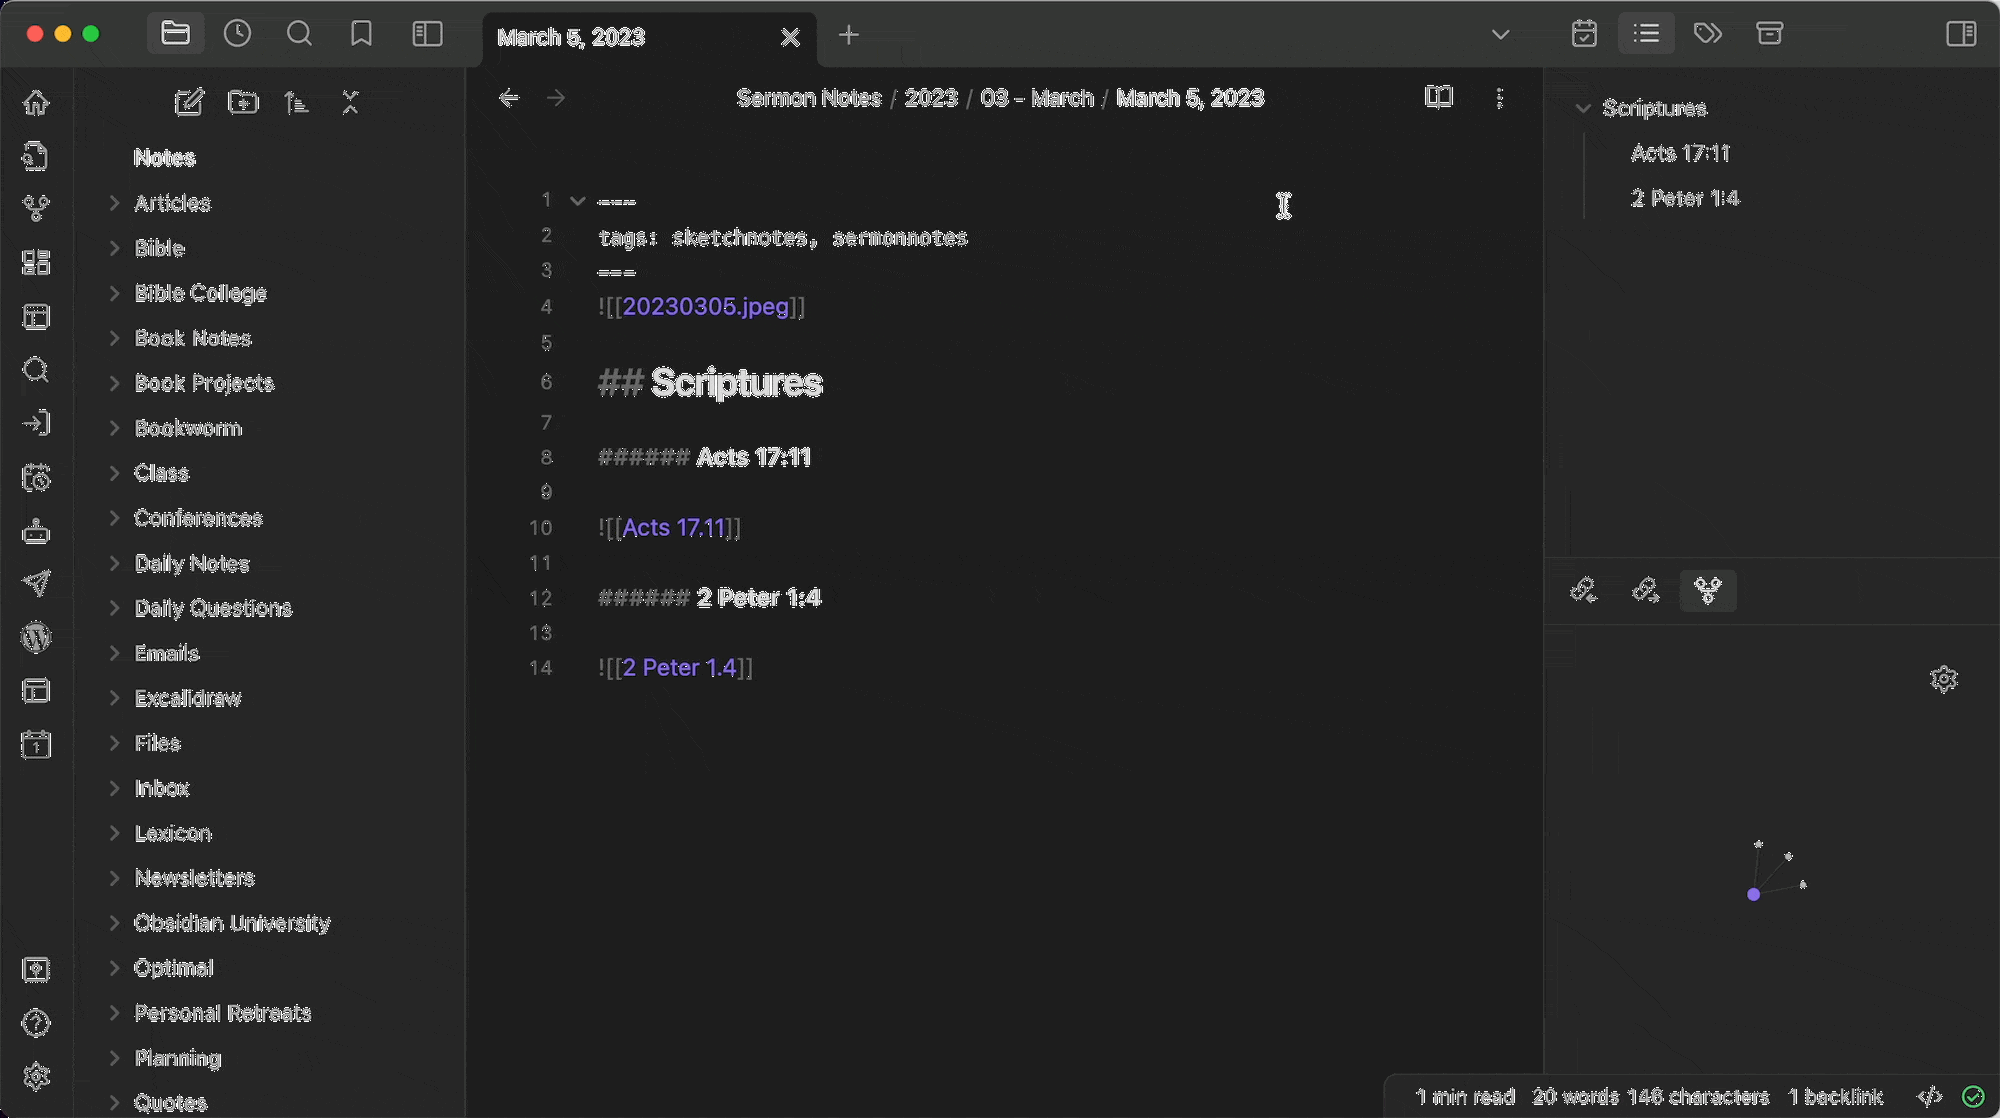 March 5, 2023
Sermon Notes / 2023 / 03 - March / March 5, 2023
Notes
Articles
Bible
Bible College
Book Notes
Book Projects
Bookworm
Class
Conferences
Daily Notes
Daily Questions
Emails
Excalidraw
Files
Inbox
Lexicon
Newsletters
Obsidian University
Optimal
Personal Retreats
Planning
Quotes
1 ---
2 tags: sketchnotes, sermonnotes
3 ---
4 ![[20230305.jpeg]]
5
6 ## Scriptures
7
8 ###### Acts 17:11
9
10 ![[Acts 17.11]]
11
12 ###### 2 Peter 1:4
13
14 ![[2 Peter 1.4]]
Scriptures
Acts 17:11
2 Peter 1:4
1 min read 20 words 146 characters 1 backlink </>